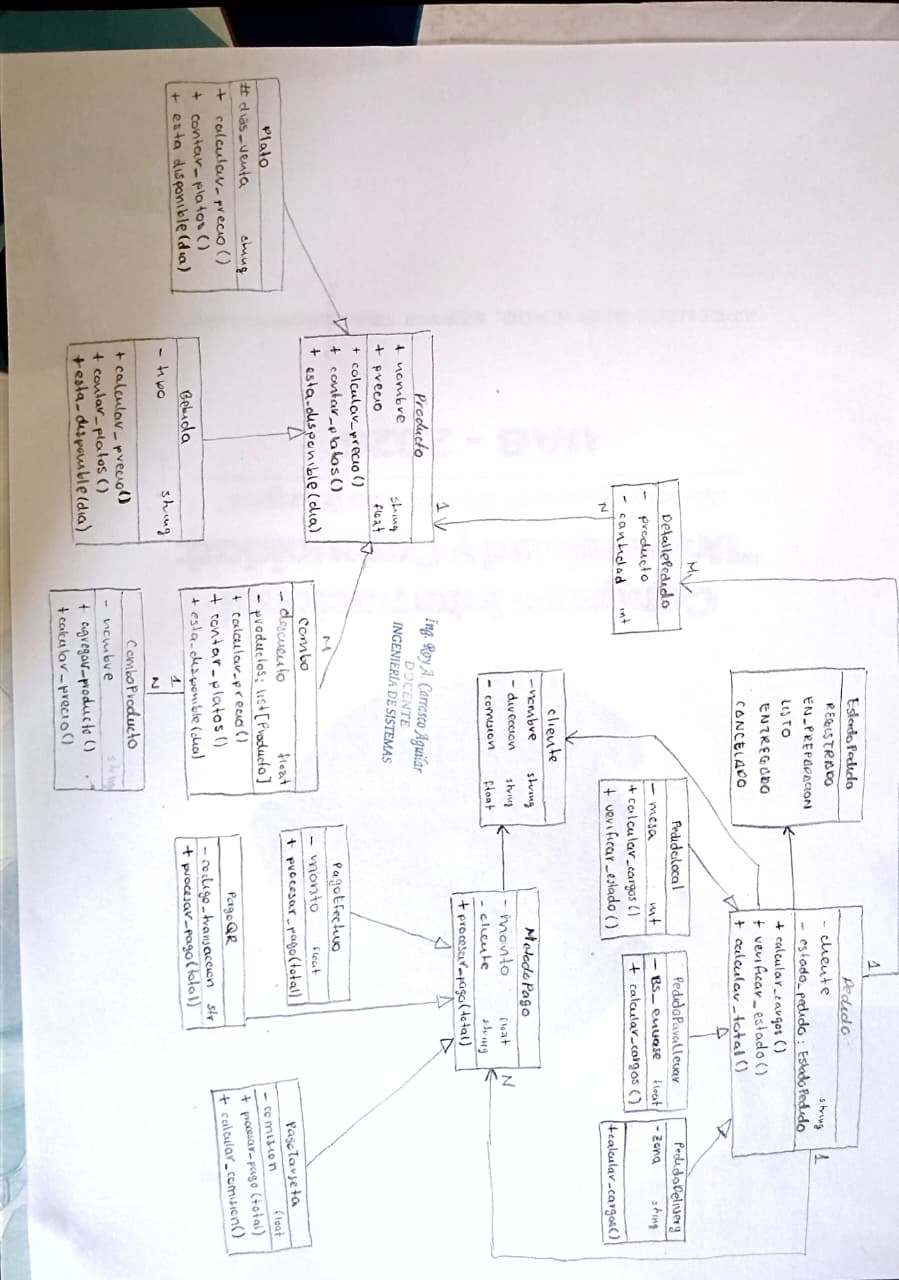 1
EstadoPedido
REGISTRADO
EN_PREPARACION
LISTO
ENTREGADO
CANCELADO
Pedido
- cliente string
- estado_pedido : EstadoPedido
+ calcular_cargos ()
+ verificar_estado ()
+ calcular_total ()
1
M
DetallePedido
- producto
- cantidad int
N
PedidoLocal
- mesa int
+ calcular_cargos ()
+ verificar_estado ()
PedidoParallevar
- Bs_envase float
+ calcular_cargos ()
PedidoDelivery
- zona string
+calcular_cargos()
cliente
- nombre string
- direccion string
- comision float
MetodoPago
- monto float
- cliente string
+ procesar_pago (total)
N
1
Producto
+ nombre string
+ precio float
+ calcular_precio ()
+ contar_platos ()
+ esta_disponible (dia)
Ing. Roy A. Carrasco Aguilar
DOCENTE
INGENIERÍA DE SISTEMAS
Plato
# dias_venta string
+ calcular_precio ()
+ contar_platos ()
+ esta disponible (dia)
Bebida
- tipo string
+ calcular_precio ()
+ contar_platos ()
+ esta_disponible (dia)
M
Combo
- descuento float
- productos: list [Producto]
+ calcular_precio ()
+ contar_platos ()
+ esta_disponible (dia)
1
N
ComboProducto
- nombre string
+ agregar_producto ()
+calcular_precio ()
PagoEfectivo
- monto float
+ procesar_pago (total)
PagoQR
- codigo_transaccion str
+ procesar_pago (total)
PagoTarjeta
- comision float
+ procesar_pago (total)
+ calcular_comision()